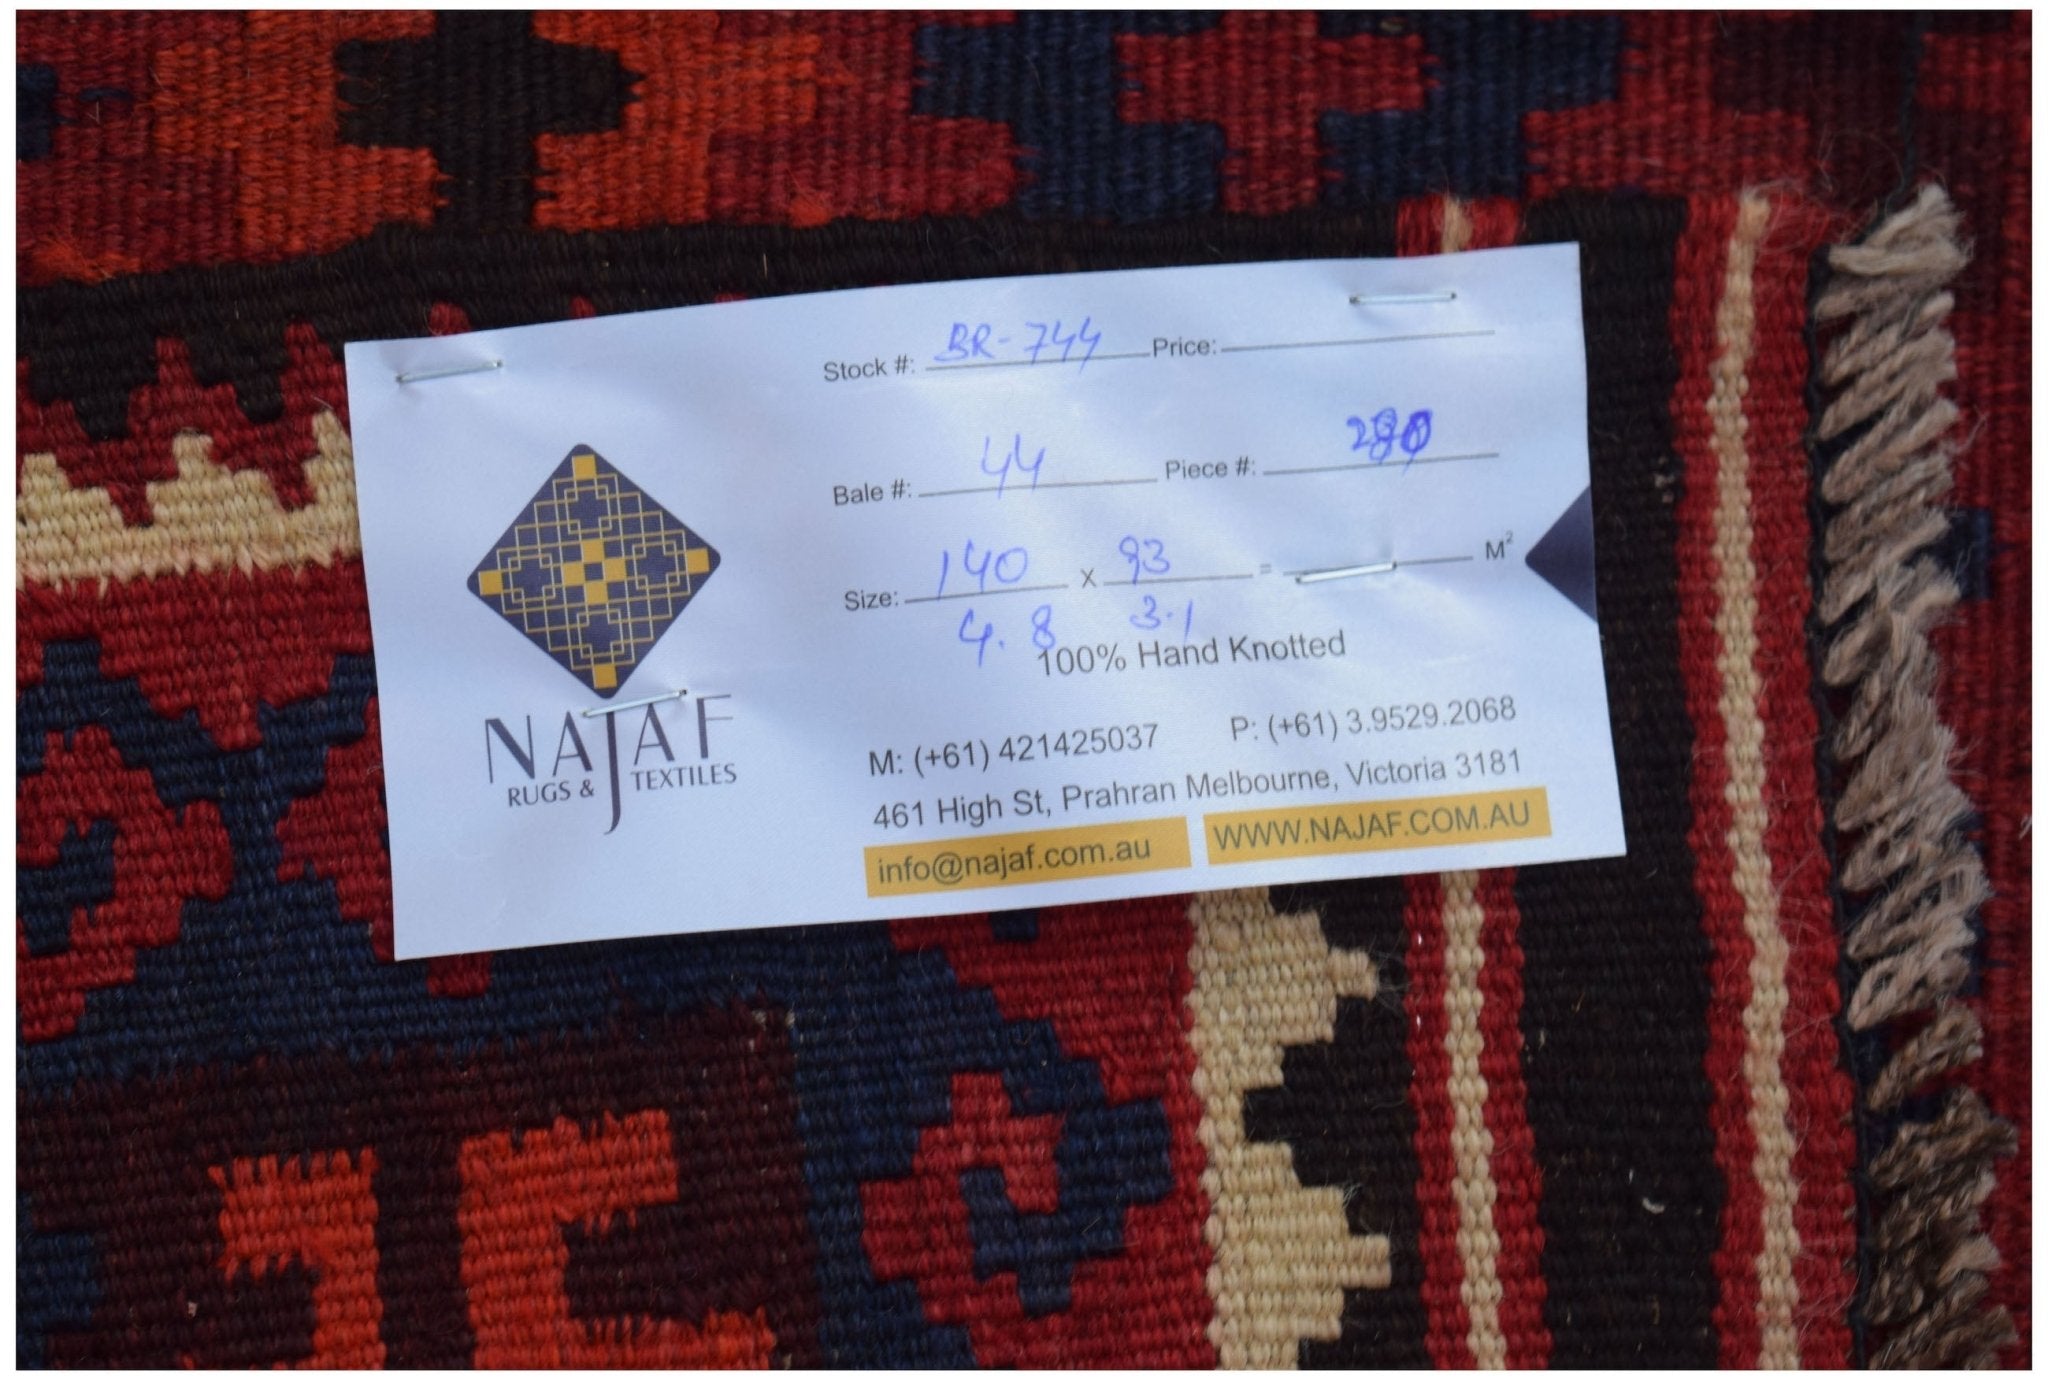 Stock #: BR-744 Price:
Bale #: 44 Piece #:
Size: 140 x 93 = M²
4.8 3.1
100% Hand Knotted
NAJAF
RUGS & TEXTILES
M: (+61) 421425037 P: (+61) 3.9529.2068
461 High St, Prahran Melbourne, Victoria 3181
info@najaf.com.au WWW.NAJAF.COM.AU